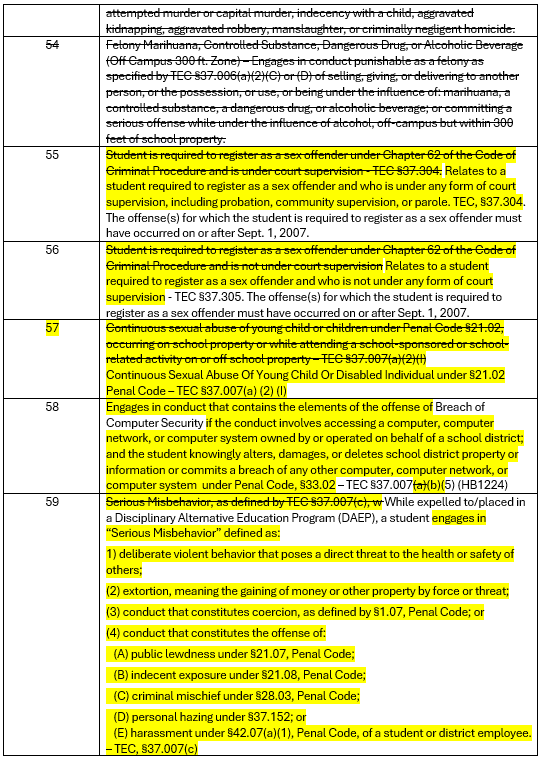 attempted murder or capital murder, indecency with a child, aggravated
kidnapping, aggravated robbery, manslaughter, or criminally negligent homicide.
54
Felony Marihuana, Controlled Substance, Dangerous Drug, or Alcoholic Beverage
(Off Campus 300 ft. Zone) – Engages in conduct punishable as a felony as
specified by TEC §37.006(a)(2)(C) or (D) of selling, giving, or delivering to another
person, or the possession, or use, or being under the influence of: marihuana, a
controlled substance, a dangerous drug, or alcoholic beverage; or committing a
serious offense while under the influence of alcohol, off-campus but within 300
feet of school property.
55
Student is required to register as a sex offender under Chapter 62 of the Code of
Criminal Procedure and is under court supervision - TEC §37.304. Relates to a
student required to register as a sex offender and who is under any form of court
supervision, including probation, community supervision, or parole. TEC, §37.304.
The offense(s) for which the student is required to register as a sex offender must
have occurred on or after Sept. 1, 2007.
56
Student is required to register as a sex offender under Chapter 62 of the Code of
Criminal Procedure and is not under court supervision Relates to a student
required to register as a sex offender and who is not under any form of court
supervision - TEC §37.305. The offense(s) for which the student is required to
register as a sex offender must have occurred on or after Sept. 1, 2007.
57
Continuous sexual abuse of young child or children under Penal Code §21.02,
occurring on school property or while attending a school-sponsored or school-
related activity on or off school property – TEC §37.007(a)(2)(I)
Continuous Sexual Abuse Of Young Child Or Disabled Individual under §21.02
Penal Code – TEC §37.007(a) (2) (I)
58
Engages in conduct that contains the elements of the offense of Breach of
Computer Security if the conduct involves accessing a computer, computer
network, or computer system owned by or operated on behalf of a school district;
and the student knowingly alters, damages, or deletes school district property or
information or commits a breach of any other computer, computer network, or
computer system under Penal Code, §33.02 – TEC §37.007(a)(b)(5) (HB1224)
59
Serious Misbehavior, as defined by TEC §37.007(c), w While expelled to/placed in
a Disciplinary Alternative Education Program (DAEP), a student engages in
“Serious Misbehavior” defined as:
1) deliberate violent behavior that poses a direct threat to the health or safety of
others;
(2) extortion, meaning the gaining of money or other property by force or threat;
(3) conduct that constitutes coercion, as defined by §1.07, Penal Code; or
(4) conduct that constitutes the offense of:
(A) public lewdness under §21.07, Penal Code;
(B) indecent exposure under §21.08, Penal Code;
(C) criminal mischief under §28.03, Penal Code;
(D) personal hazing under §37.152; or
(E) harassment under §42.07(a)(1), Penal Code, of a student or district employee.
– TEC, §37.007(c)